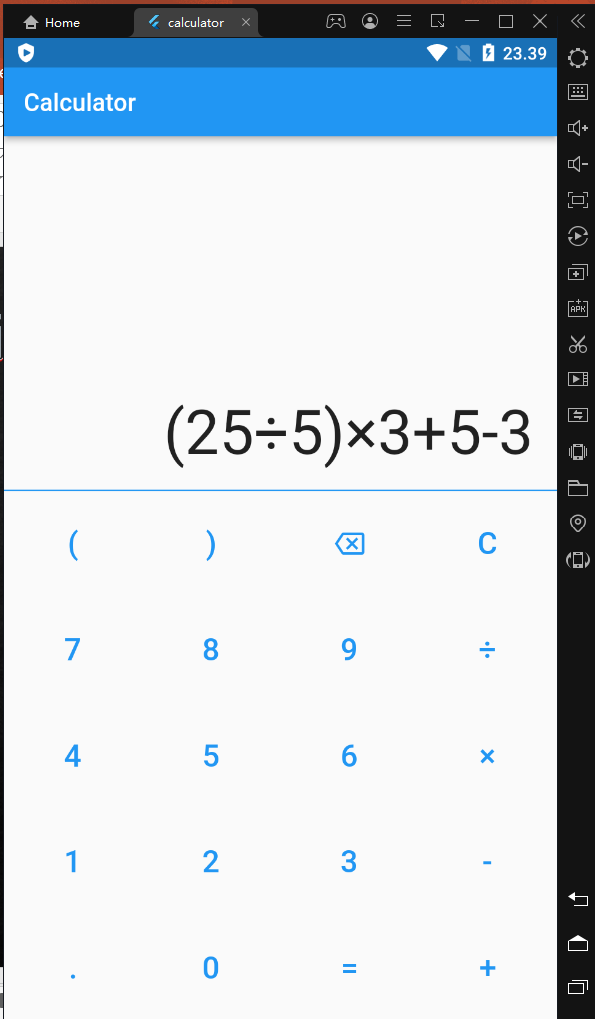 Home
calculator
23.39
Calculator
(25÷5)×3+5-3
( ) C
7 8 9 ÷
4 5 6 ×
1 2 3 -
. 0 = +
APK